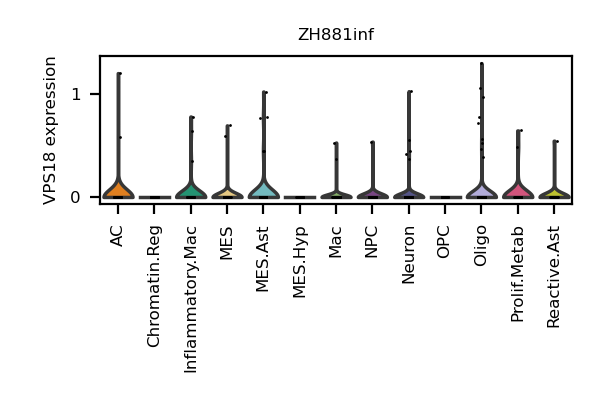 ZH881inf
VPS18 expression
1
0
AC
Chromatin.Reg
Inflammatory.Mac
MES
MES.Ast
MES.Hyp
Mac
NPC
Neuron
OPC
Oligo
Prolif.Metab
Reactive.Ast